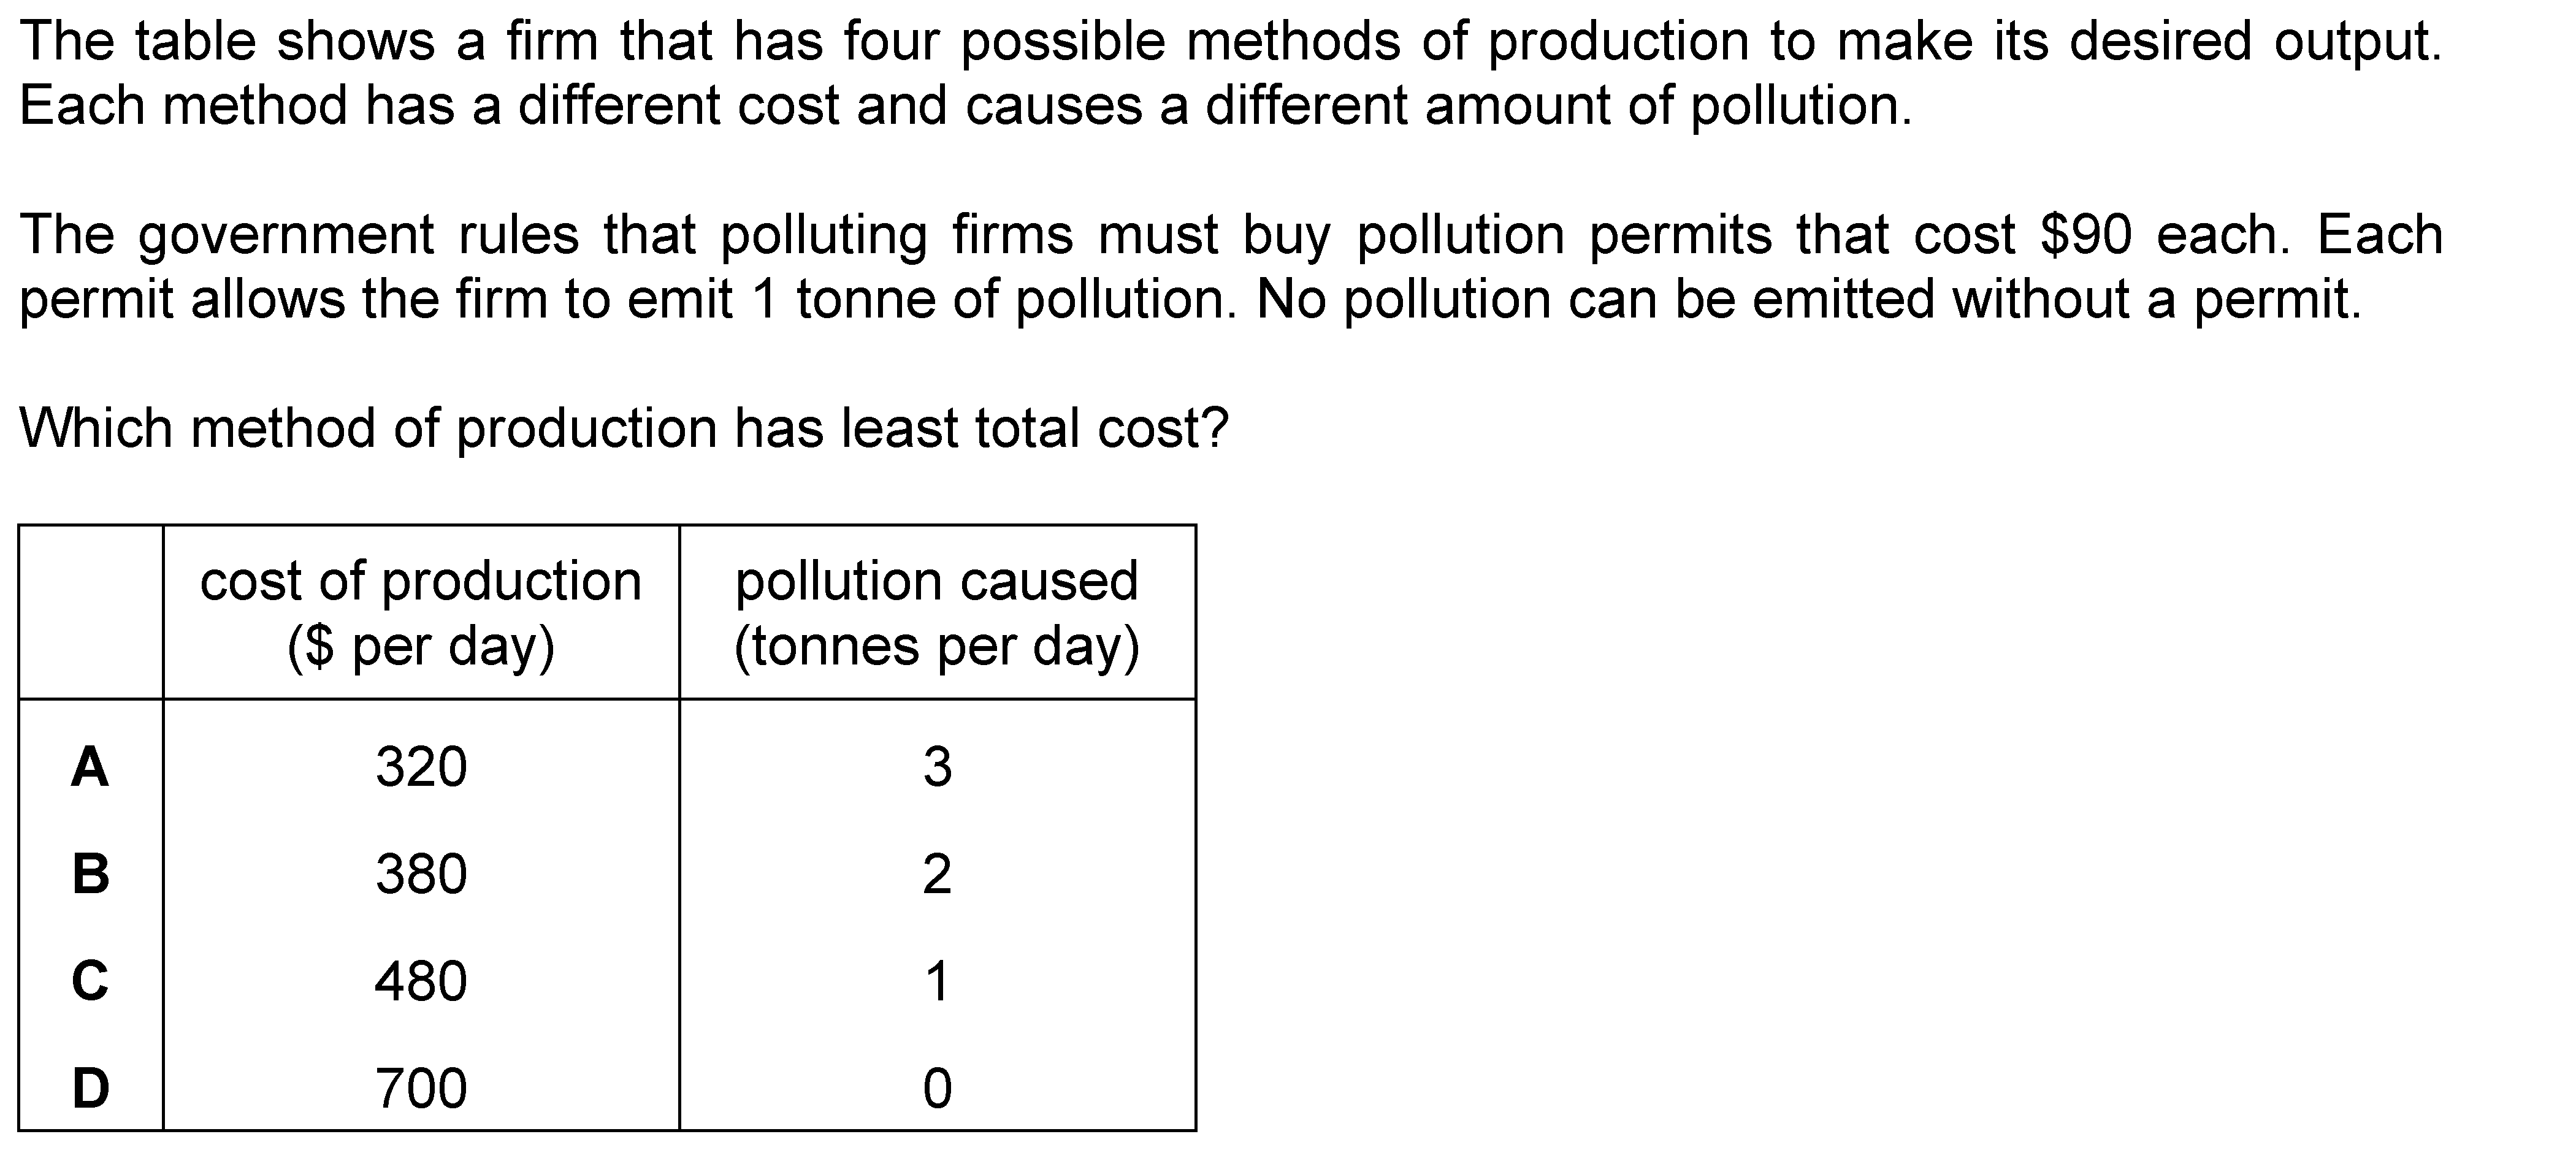 The table shows a firm that has four possible methods of production to make its desired output.
Each method has a different cost and causes a different amount of pollution.
The government rules that polluting firms must buy pollution permits that cost $90 each. Each
permit allows the firm to emit 1 tonne of pollution. No pollution can be emitted without a permit.
Which method of production has least total cost?
cost of production pollution caused
($ per day) (tonnes per day)
A 320 3
B 380 2
C 480 1
D 700 0